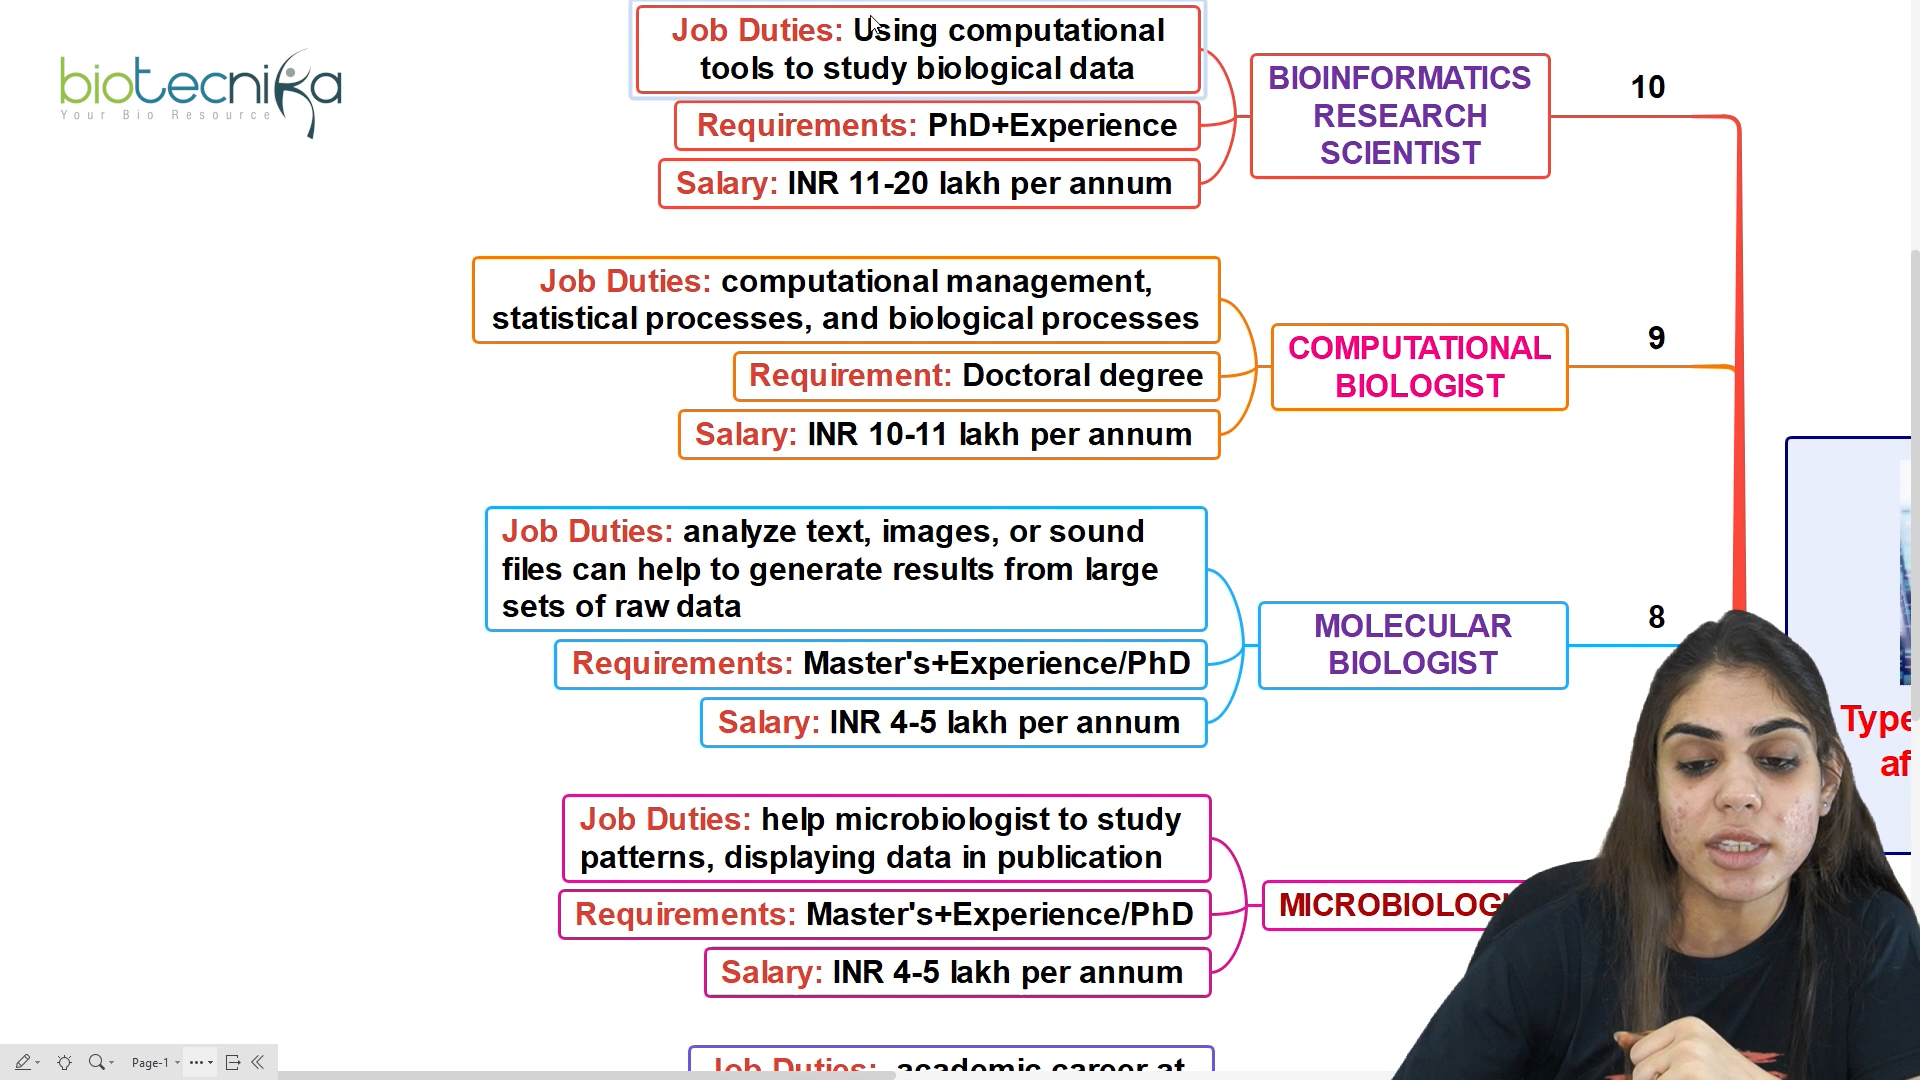 biotecnika
Your Bio Resource
Job Duties: Using computational
tools to study biological data
Requirements: PhD+Experience
Salary: INR 11-20 lakh per annum
BIOINFORMATICS
RESEARCH
SCIENTIST
10
Job Duties: computational management,
statistical processes, and biological processes
Requirement: Doctoral degree
Salary: INR 10-11 lakh per annum
COMPUTATIONAL
BIOLOGIST
9
Job Duties: analyze text, images, or sound
files can help to generate results from large
sets of raw data
Requirements: Master's+Experience/PhD
Salary: INR 4-5 lakh per annum
MOLECULAR
BIOLOGIST
8
Job Duties: help microbiologist to study
patterns, displaying data in publication
Requirements: Master's+Experience/PhD
Salary: INR 4-5 lakh per annum
Job Duties: academic career at
Page-1